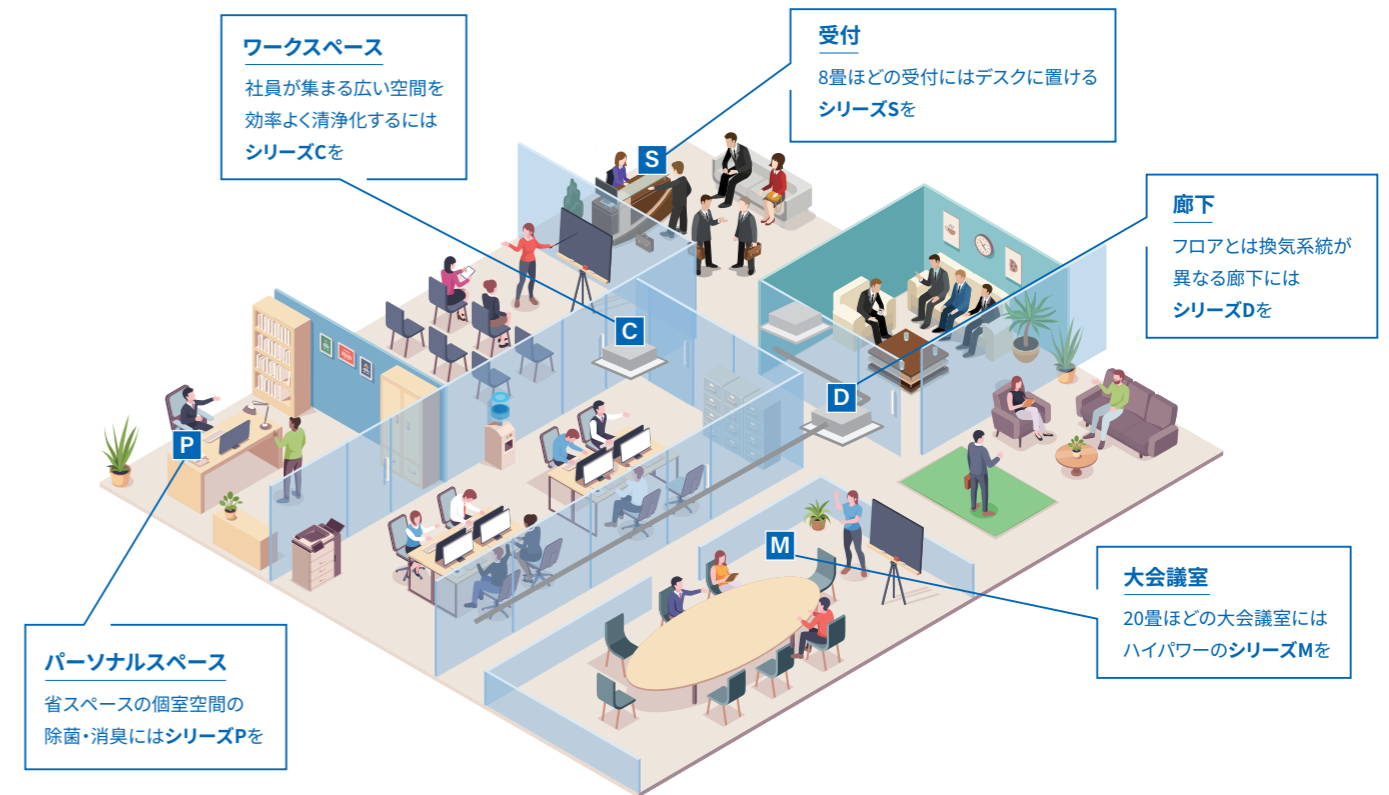 ワークスペース
社員が集まる広い空間を
効率よく清浄化するには
シリーズCを
受付
8畳ほどの受付にはデスクに置ける
シリーズSを
廊下
フロアとは換気系統が
異なる廊下には
シリーズDを
S
C
D
P
M
大会議室
20畳ほどの大会議室には
ハイパワーのシリーズMを
パーソナルスペース
省スペースの個室空間の
除菌・消臭にはシリーズPを